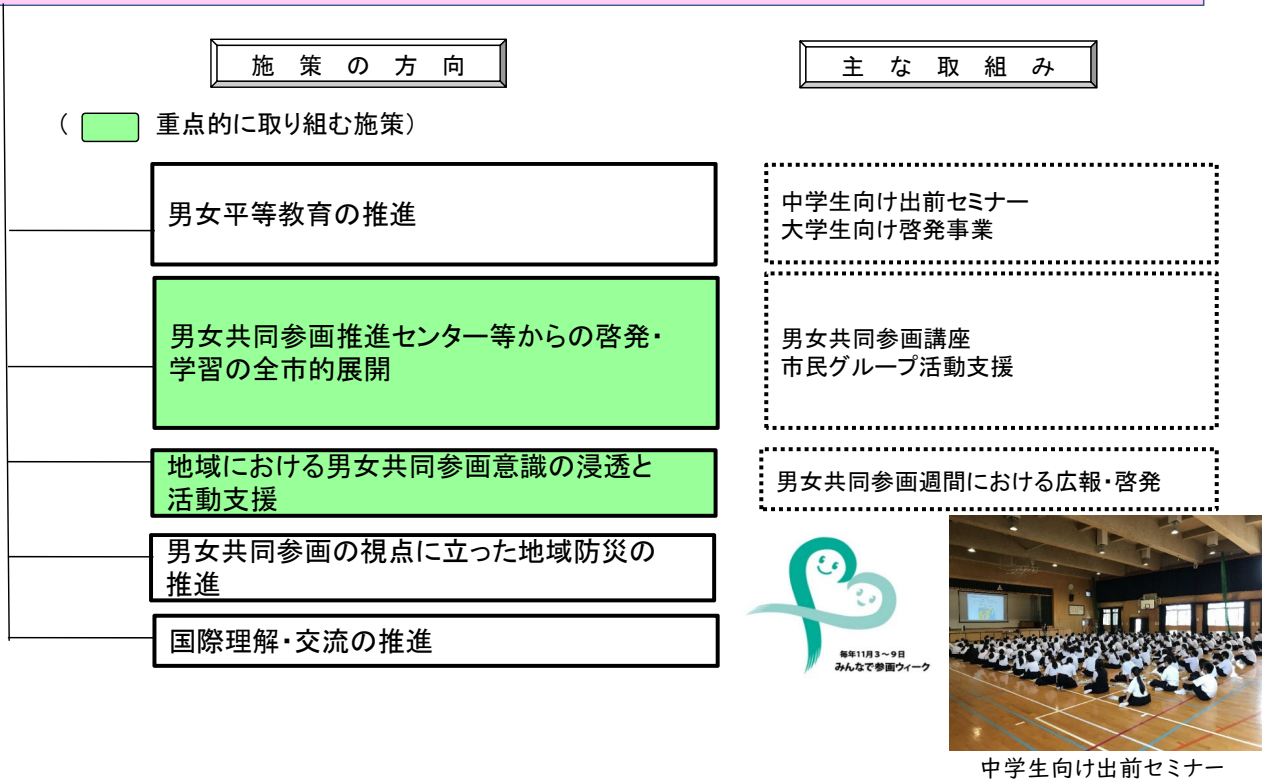 施策の方向
主な取組み
( 重点的に取り組む施策)
男女平等教育の推進
中学生向け出前セミナー
大学生向け啓発事業
男女共同参画推進センター等からの啓発・
学習の全市的展開
男女共同参画講座
市民グループ活動支援
地域における男女共同参画意識の浸透と
活動支援
男女共同参画週間における広報・啓発
男女共同参画の視点に立った地域防災の
推進
国際理解・交流の推進
毎年11月3~9日
みんなで参画ウィーク
中学生向け出前セミナー